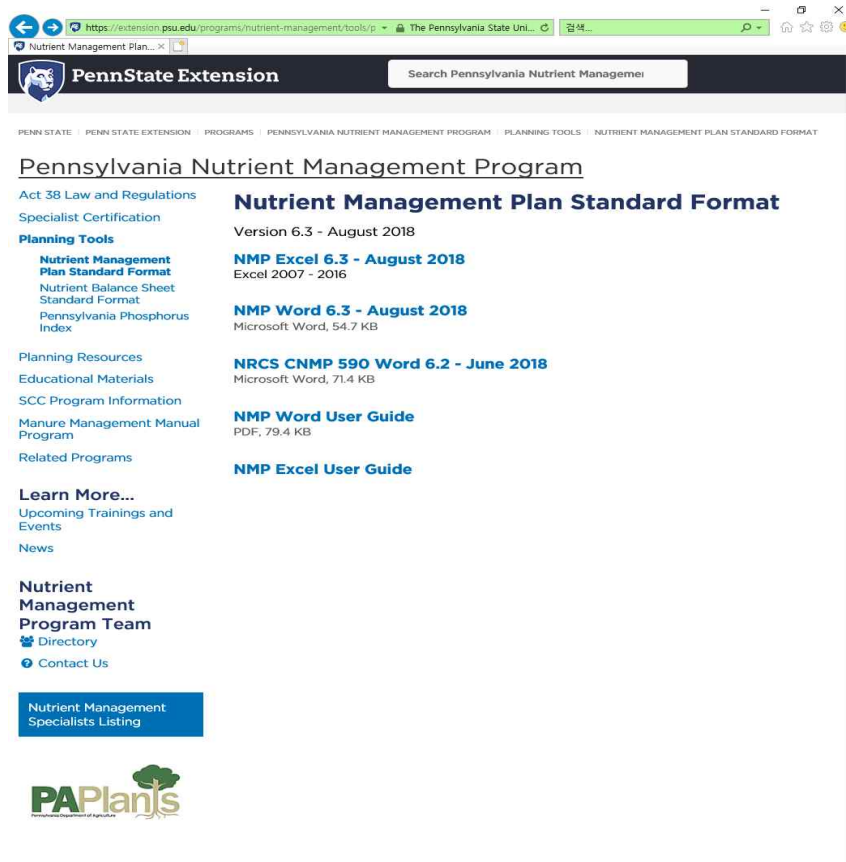 https://extension.psu.edu/programs/nutrient-management/tools/p
The Pennsylvania State Uni...
검색...
Nutrient Management Plan...
PennState Extension
Search Pennsylvania Nutrient Managemei
PENN STATE | PENN STATE EXTENSION | PROGRAMS | PENNSYLVANIA NUTRIENT MANAGEMENT PROGRAM | PLANNING TOOLS | NUTRIENT MANAGEMENT PLAN STANDARD FORMAT
Pennsylvania Nutrient Management Program
Act 38 Law and Regulations
Specialist Certification
Planning Tools
Nutrient Management
Plan Standard Format
Nutrient Balance Sheet
Standard Format
Pennsylvania Phosphorus
Index
Planning Resources
Educational Materials
SCC Program Information
Manure Management Manual
Program
Related Programs
Learn More...
Upcoming Trainings and
Events
News
Nutrient
Management
Program Team
Directory
Contact Us
Nutrient Management
Specialists Listing
PAPlants
Pennsylvania Department of Agriculture
Nutrient Management Plan Standard Format
Version 6.3 - August 2018
NMP Excel 6.3 - August 2018
Excel 2007 - 2016
NMP Word 6.3 - August 2018
Microsoft Word, 54.7 KB
NRCS CNMP 590 Word 6.2 - June 2018
Microsoft Word, 71.4 KB
NMP Word User Guide
PDF, 79.4 KB
NMP Excel User Guide